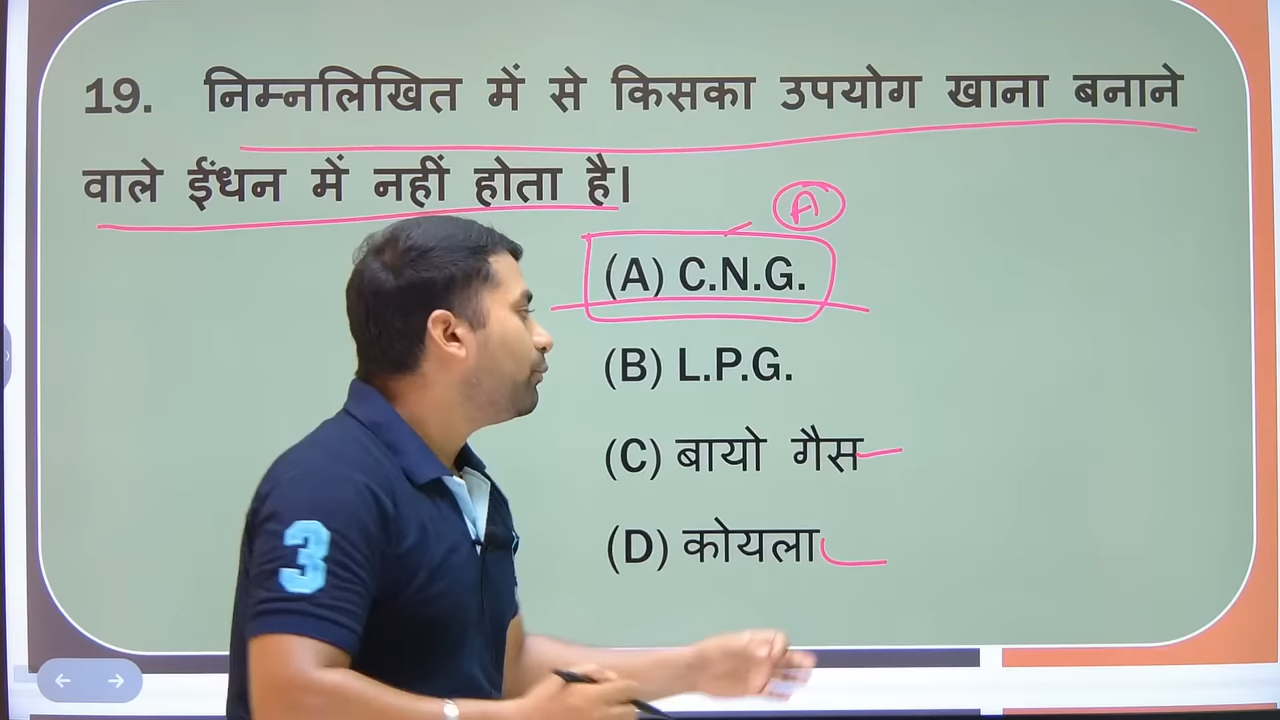 19. निम्नलिखित में से किसका उपयोग खाना बनाने
वाले ईंधन में नहीं होता है।
A
(A) C.N.G.
(B) L.P.G.
(C) बायो गैस
(D) कोयला
3